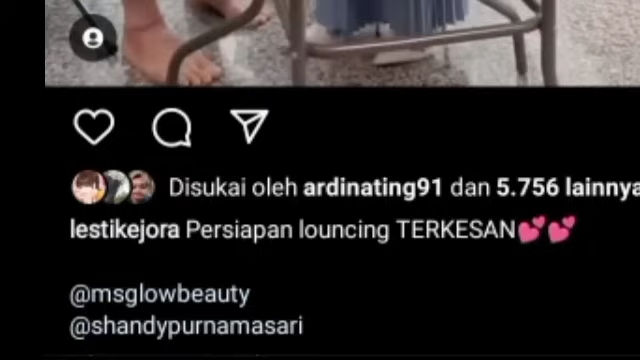 Disukai oleh ardinating91 dan 5.756 lainnya
lestikejora Persiapan louncing TERKESAN💕💕
@msglowbeauty
@shandypurnamasari